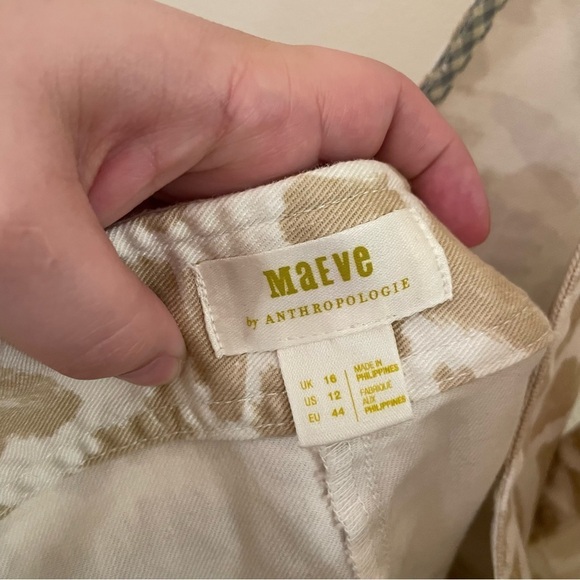 MaEVe
by ANTHROPOLOGIE
UK 16
US 12
EU 44
MADE IN
PHILIPPINES
FABRIQUÉ
AUX
PHILIPPINES